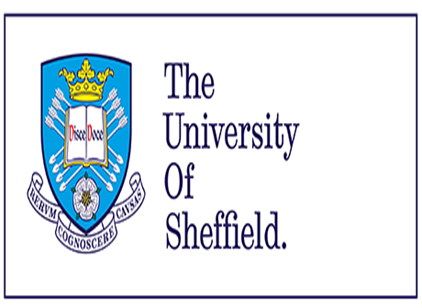 Disce Doce
RERVM
COGNOSCERE
CAVSAS
The
University
Of
Sheffield.